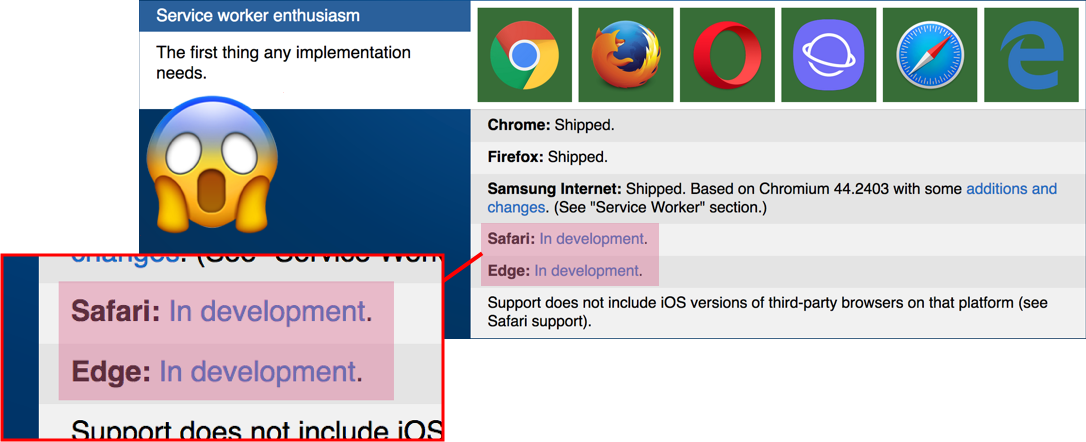 Service worker enthusiasm
The first thing any implementation
needs.
Chrome: Shipped.
Firefox: Shipped.
Samsung Internet: Shipped. Based on Chromium 44.2403 with some additions and
changes. (See "Service Worker" section.)
Safari: In development.
Edge: In development.
Support does not include iOS versions of third-party browsers on that platform (see
Safari support).
changes. (See "Service Work
Safari: In development.
Edge: In development.
Support does not include iOS